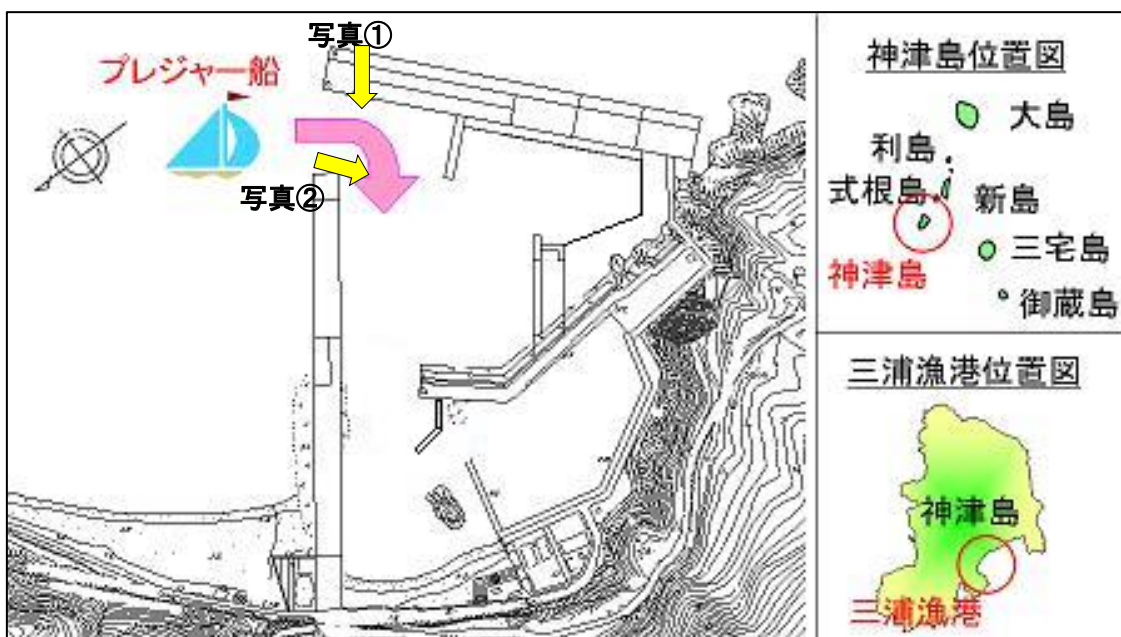 写真①
プレジャー船
写真②
神津島位置図
大島
利島
式根島
新島
神津島
三宅島
御蔵島
三浦漁港位置図
神津島
三浦漁港